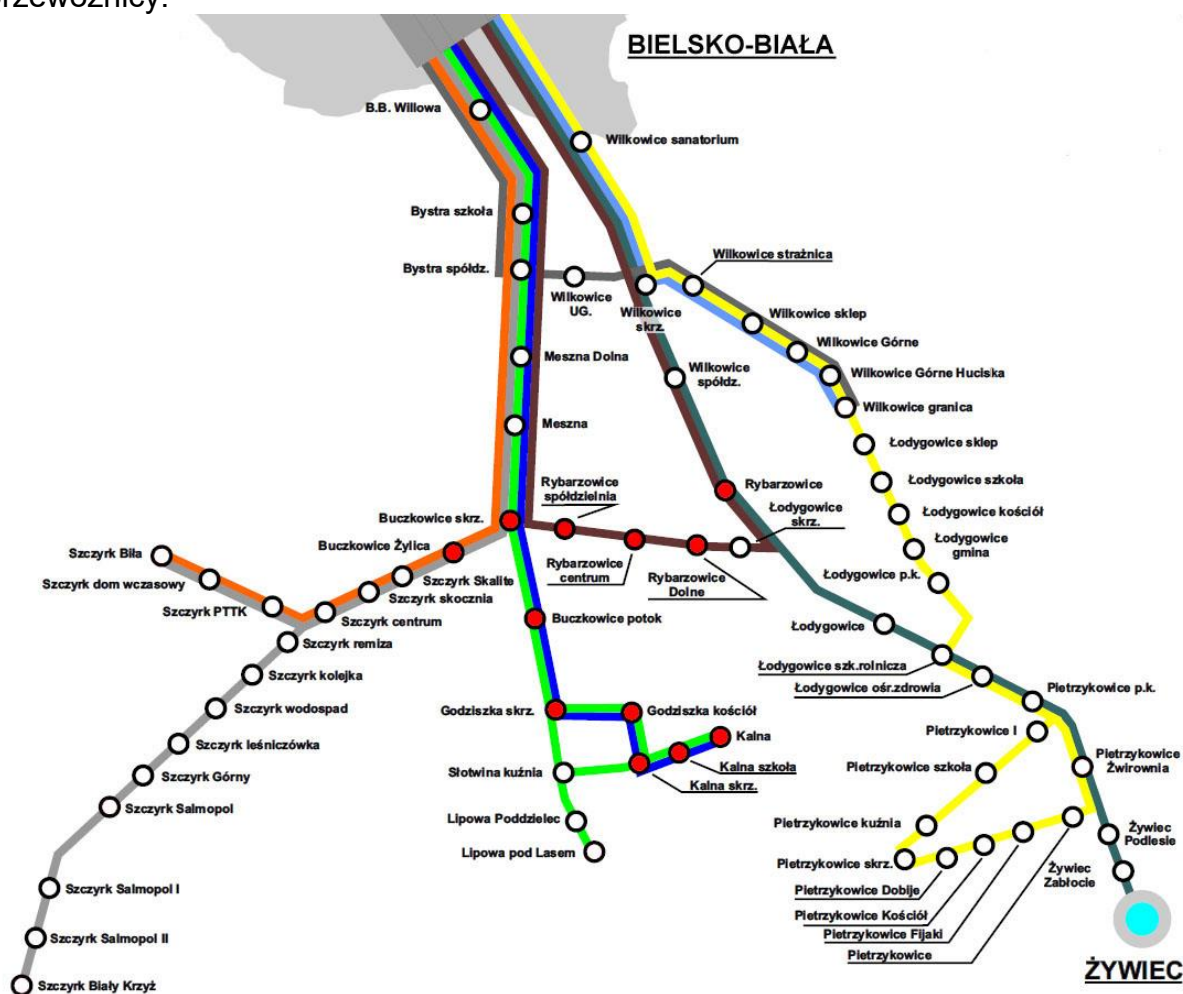 rzewoźnicy.
BIELSKO-BIAŁA
B.B. Willowa
Wilkowice sanatorium
Bystra szkoła
Bystra spółdz.
Wilkowice
UG.
Wilkowice strażnica
Wilkowice
skrz.
Wilkowice sklep
Wilkowice Górne
Wilkowice Górne Huciska
Wilkowice granica
Meszna Dolna
Wilkowice
spółdz.
Meszna
Łodygowice sklep
Łodygowice szkoła
Łodygowice kościół
Łodygowice
gmina
Łodygowice p.k.
Rybarzowice
spółdzielnia
Rybarzowice
Łodygowice
skrz.
Buczkowice skrz.
Buczkowice Żylica
Rybarzowice
centrum
Rybarzowice
Dolne
Szczyrk Biła
Szczyrk dom wczasowy
Szczyrk PTTK
Szczyrk Skalite
Szczyrk skocznia
Szczyrk centrum
Szczyrk remiza
Szczyrk kolejka
Szczyrk wodospad
Szczyrk leśniczówka
Szczyrk Górny
Szczyrk Salmopol
Szczyrk Salmopol I
Szczyrk Salmopol II
Szczyrk Biały Krzyż
Buczkowice potok
Godziszka skrz.
Godziszka kościół
Kalna
Kalna szkoła
Kalna skrz.
Słotwina kuźnia
Lipowa Poddzielec
Lipowa pod Lasem
Łodygowice
Łodygowice szk.rolnicza
Łodygowice ośr.zdrowia
Pietrzykowice p.k.
Pietrzykowice I
Pietrzykowice szkoła
Pietrzykowice
Żwirownia
Pietrzykowice kuźnia
Pietrzykowice skrz.
Żywiec
Podlesie
Żywiec
Zabłocie
Pietrzykowice Dobije
Pietrzykowice Kościół
Pietrzykowice Fijaki
Pietrzykowice
ŻYWIEC